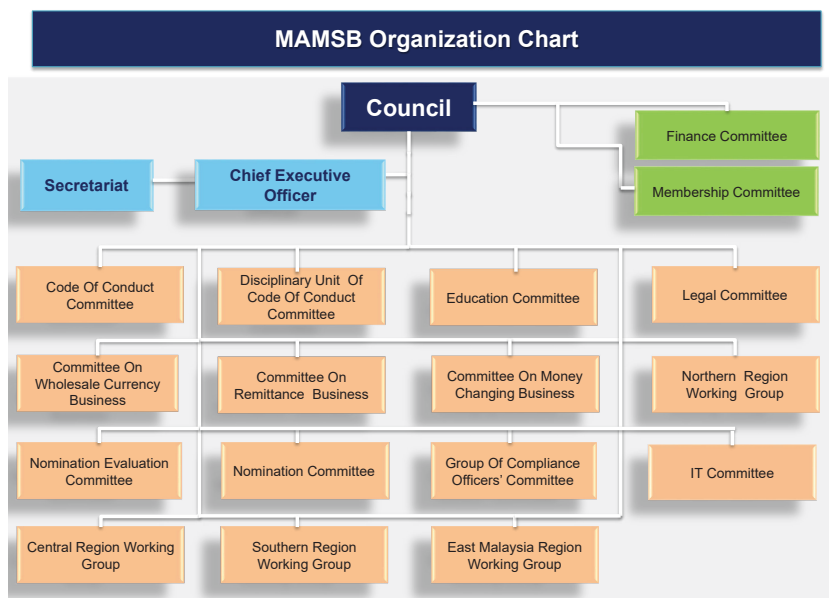 MAMSB Organization Chart
Council
Finance Committee
Membership Committee
Secretariat
Chief Executive
Officer
Code Of Conduct
Committee
Disciplinary Unit Of
Code Of Conduct
Committee
Education Committee
Legal Committee
Committee On
Wholesale Currency
Business
Committee On
Remittance Business
Committee On Money
Changing Business
Northern Region
Working Group
Nomination Evaluation
Committee
Nomination Committee
Group Of Compliance
Officers' Committee
IT Committee
Central Region Working
Group
Southern Region
Working Group
East Malaysia Region
Working Group